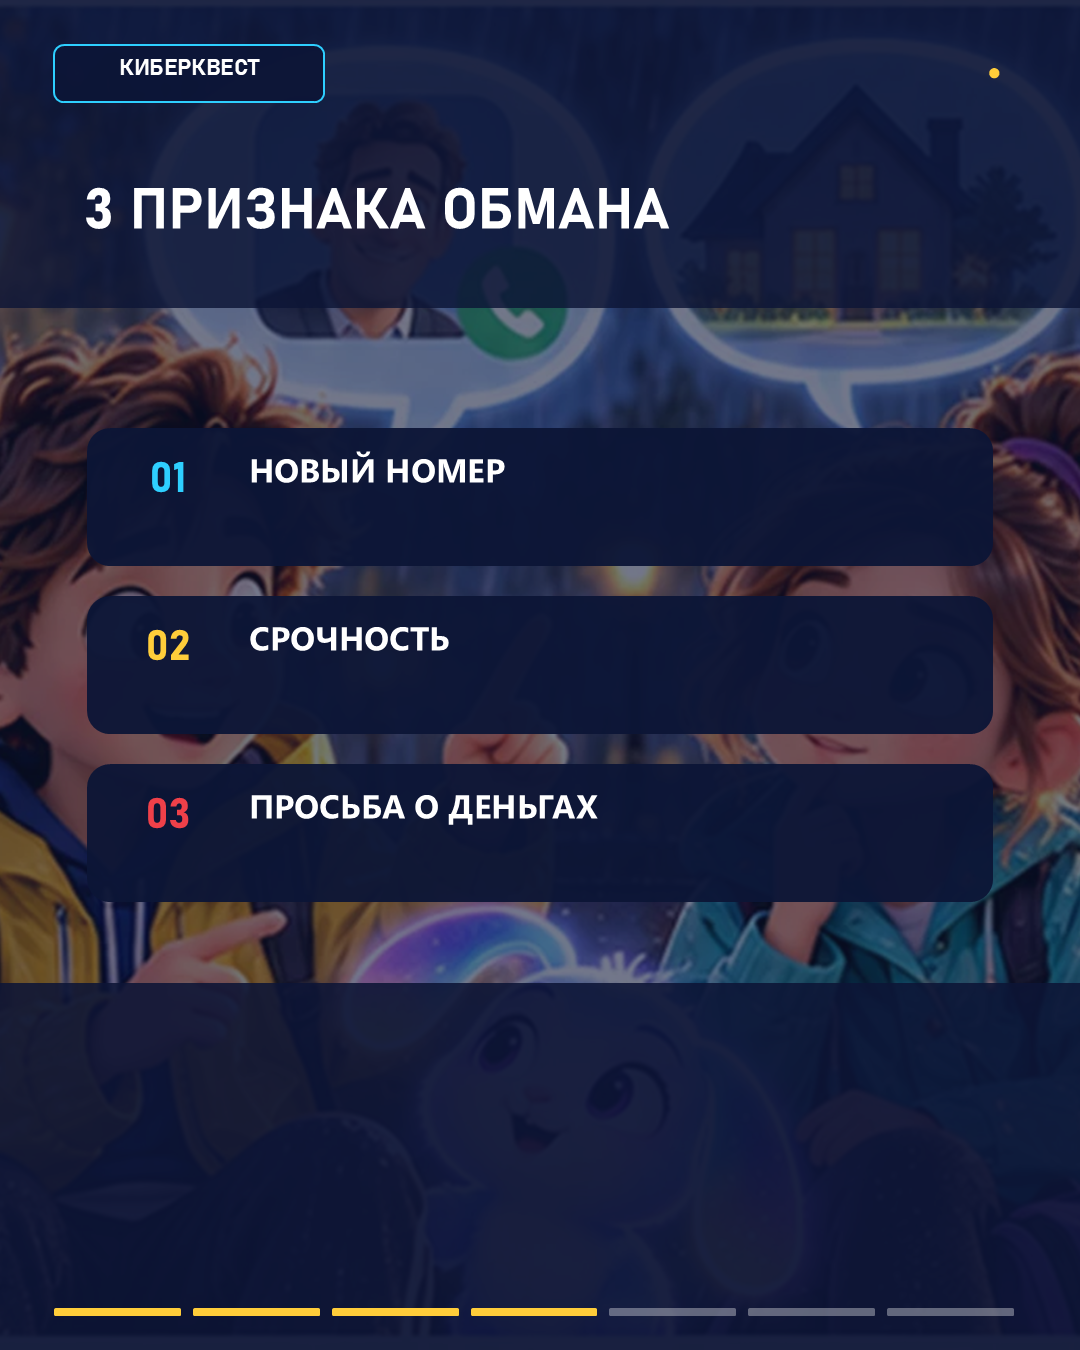 КИБЕРКВЕСТ
3 ПРИЗНАКА ОБМАНА
01 НОВЫЙ НОМЕР
02 СРОЧНОСТЬ
03 ПРОСЬБА О ДЕНЬГАХ